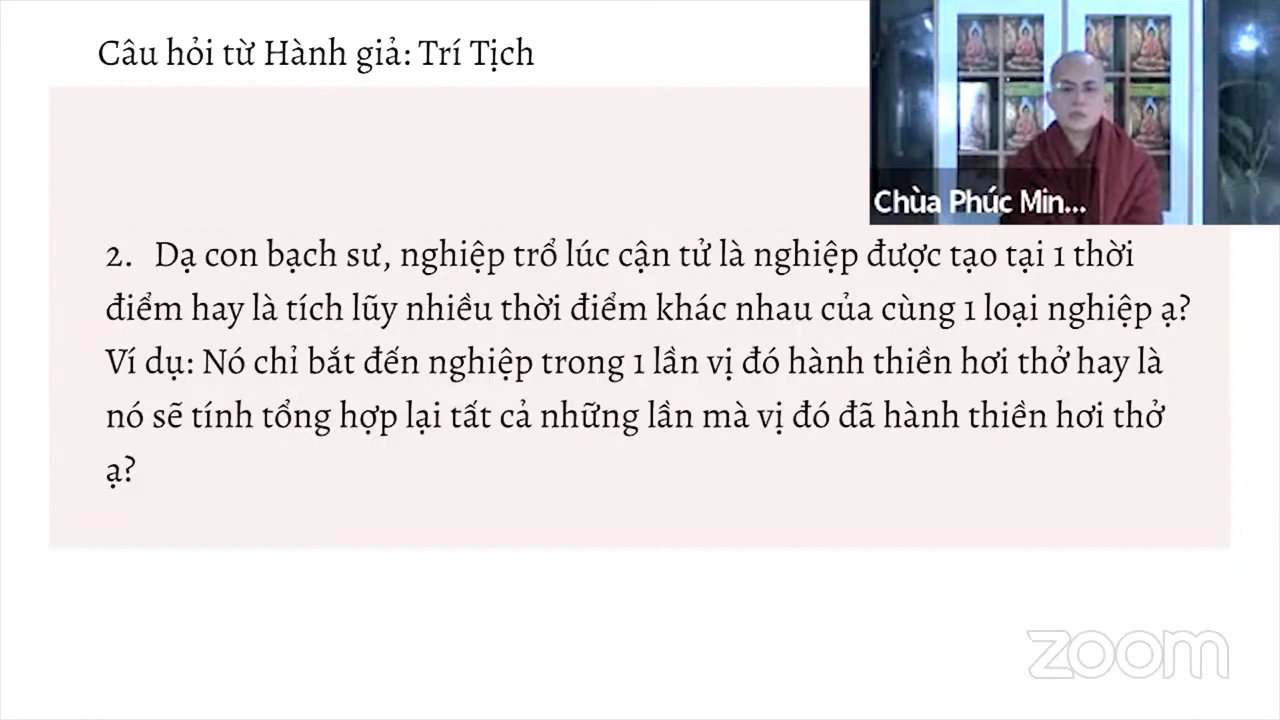 Câu hỏi từ Hành giả: Trí Tịch
Chùa Phúc Min...
2. Dạ con bạch sư, nghiệp trổ lúc cận tử là nghiệp được tạo tại 1 thời
điểm hay là tích lũy nhiều thời điểm khác nhau của cùng 1 loại nghiệp ạ?
Ví dụ: Nó chỉ bắt đến nghiệp trong 1 lần vị đó hành thiền hơi thở hay là
nó sẽ tính tổng hợp lại tất cả những lần mà vị đó đã hành thiền hơi thở
ạ?
zoom